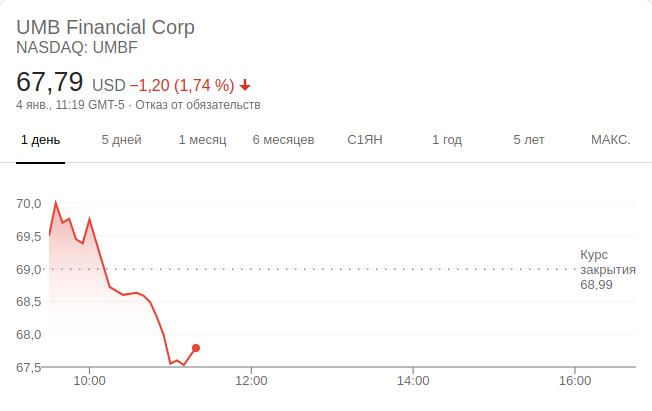 UMB Financial Corp
NASDAQ: UMBF
67,79 USD −1,20 (1,74 %)
4 янв., 11:19 GMT-5 · Отказ от обязательств
1 день 5 дней 1 месяц 6 месяцев С1ЯН 1 год 5 лет МАКС.
70,0
69,5
69,0
68,5
68,0
67,5
Курс
закрытия
68,99
10:00 12:00 14:00 16:00